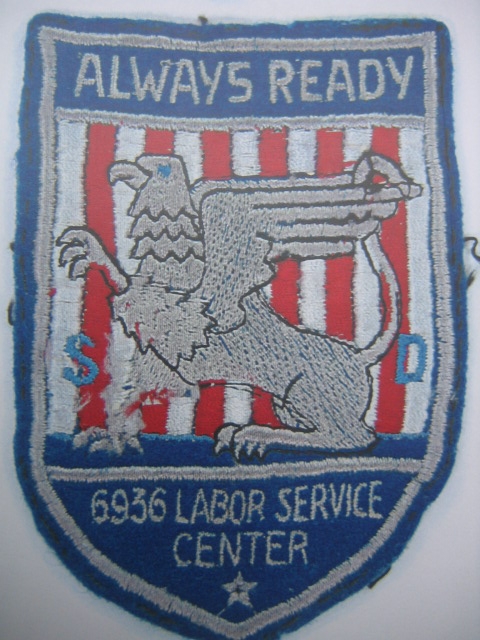 ALWAYS READY
S D
6936 LABOR SERVICE
CENTER